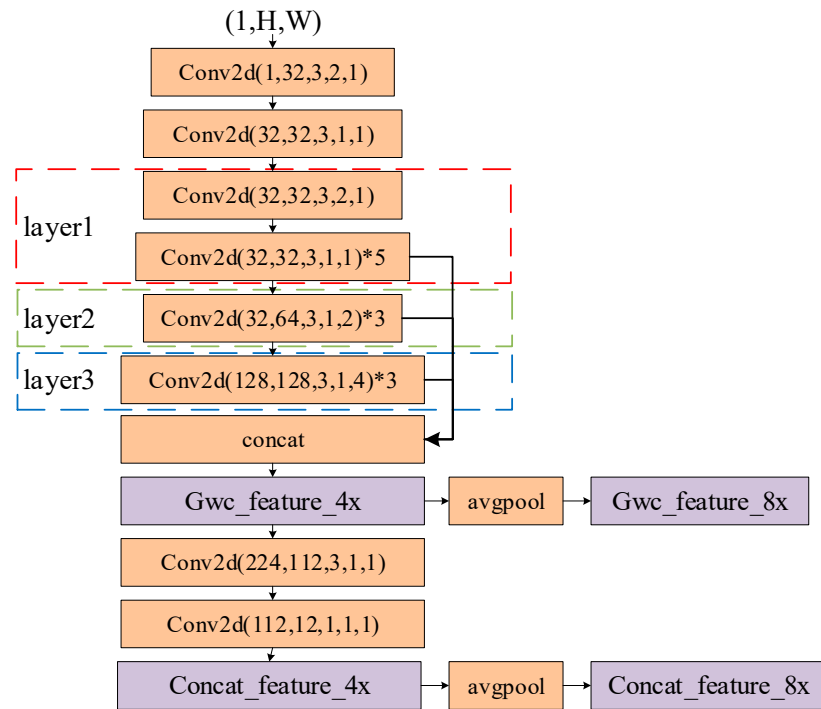 (1,H,W)
Conv2d(1,32,3,2,1)
Conv2d(32,32,3,1,1)
layer1
Conv2d(32,32,3,2,1)
Conv2d(32,32,3,1,1)*5
layer2
Conv2d(32,64,3,1,2)*3
layer3
Conv2d(128,128,3,1,4)*3
concat
Gwc_feature_4x
avgpool
Gwc_feature_8x
Conv2d(224,112,3,1,1)
Conv2d(112,12,1,1,1)
Concat_feature_4x
avgpool
Concat_feature_8x